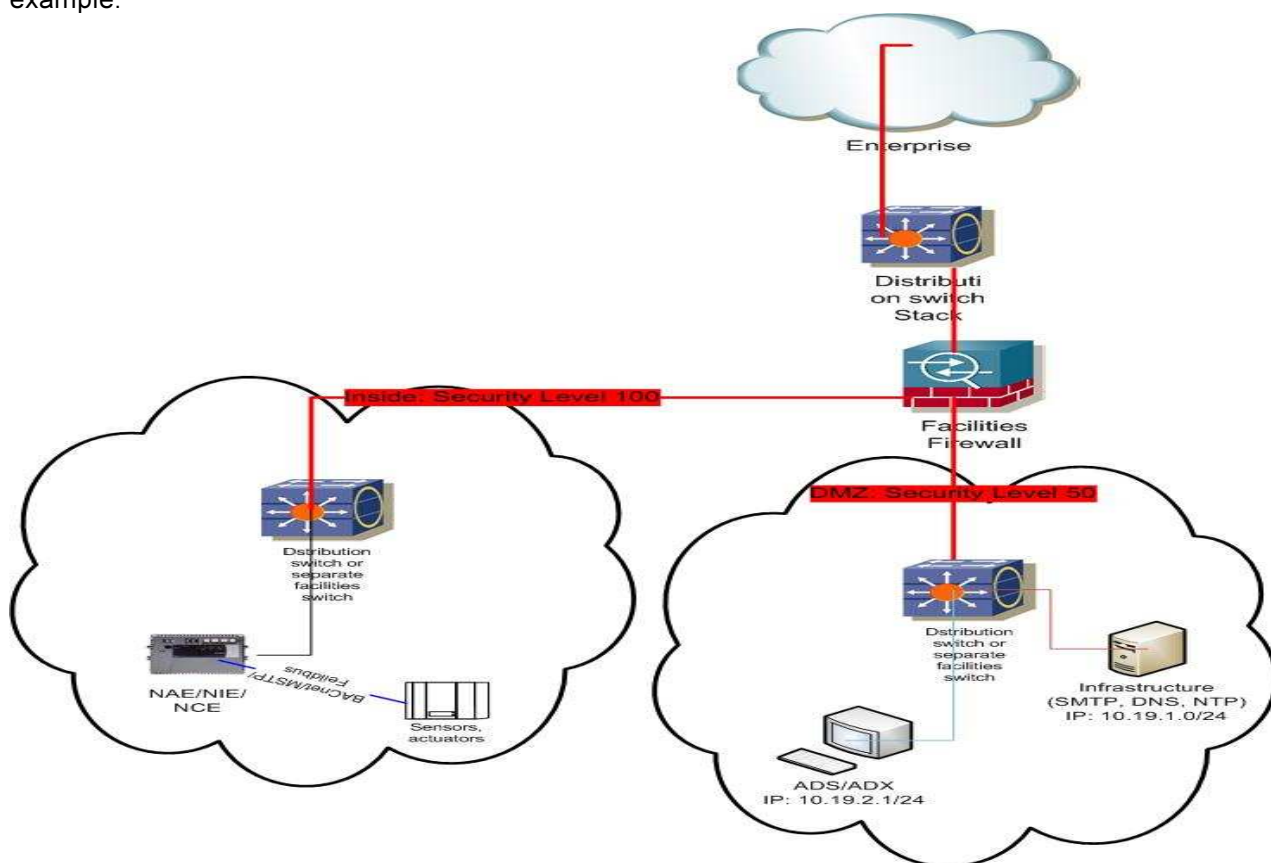 example:
Enterprise
Distributi
on switch
Stack
Inside: Security Level 100
Facilities
Firewall
DMZ: Security Level 50
Dstribution
switch or
separate
facilities
switch
NAE/NIE/
NCE
BACnet/MSTP/
Feildbus
Sensors,
actuators
Dstribution
switch or
separate
facilities
switch
Infrastructure
(SMTP, DNS, NTP)
IP: 10.19.1.0/24
ADS/ADX
IP: 10.19.2.1/24